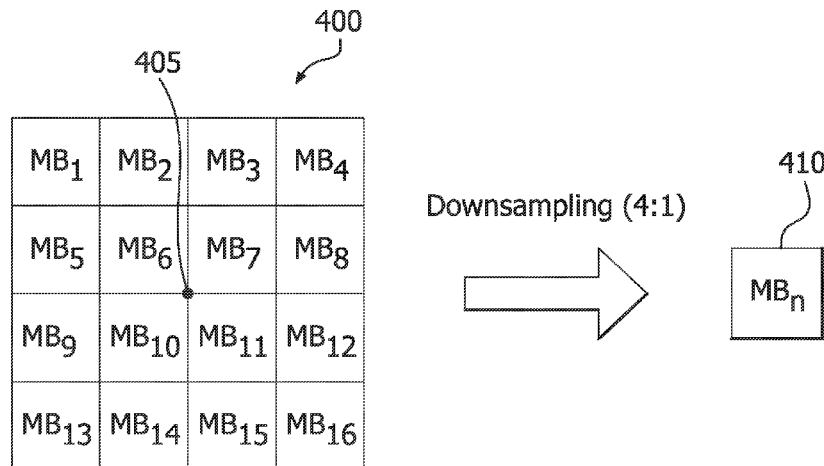 400
405
MB1 MB2 MB3 MB4
410
Downsampling (4:1)
MB5 MB6 MB7 MB8
MBn
MB9 MB10 MB11 MB12
MB13 MB14 MB15 MB16